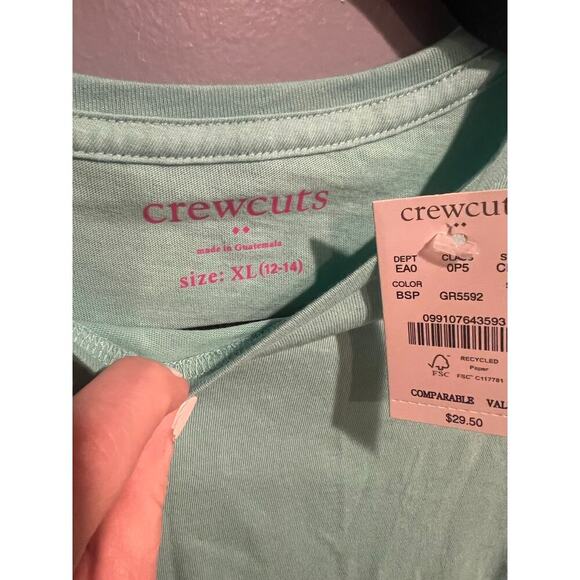 crewcuts
made in Guatemala
size: XL (12-14)
crewcuts
DEPT CLASS S
EA0 0P5 C
COLOR
BSP GR5592
099107643593
FSC
RECYCLED
Paper
FSC® C117781
COMPARABLE VAL
$29.50